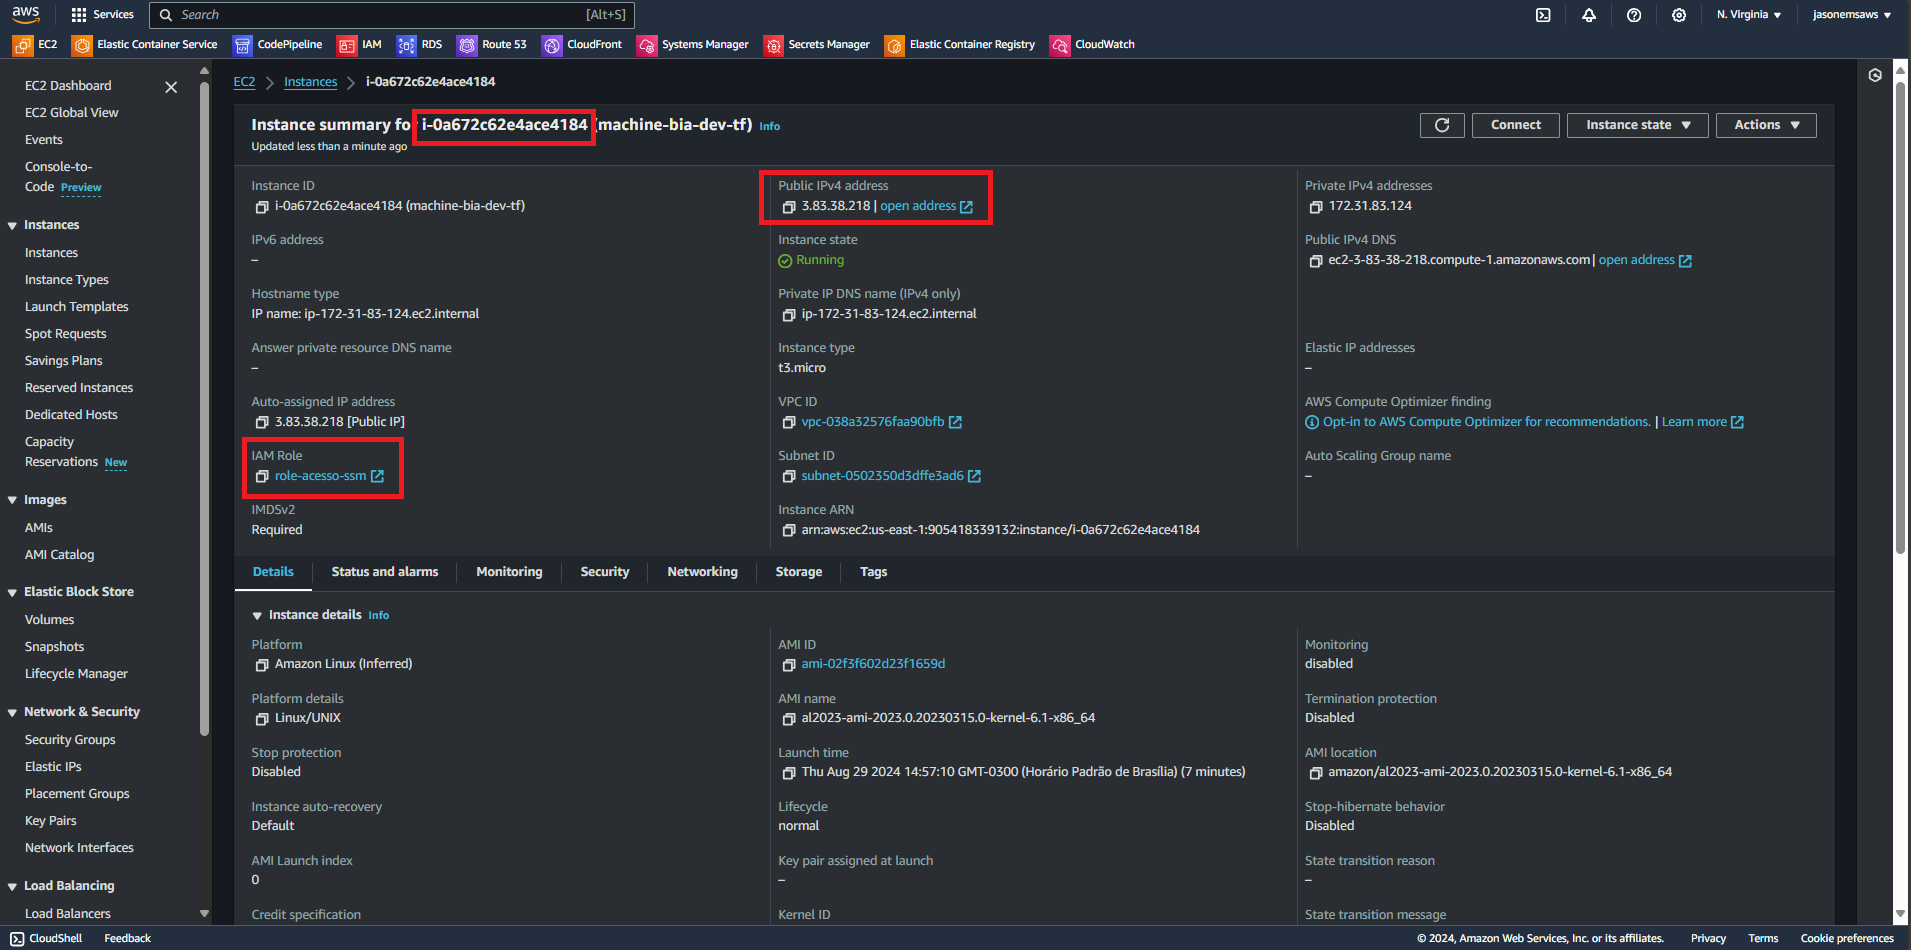 aws
Services
Search
[Alt+S]
N. Virginia
jasonemsaws
EC2
Elastic Container Service
CodePipeline
IAM
RDS
Route 53
CloudFront
Systems Manager
Secrets Manager
Elastic Container Registry
CloudWatch
EC2 Dashboard
EC2 Global View
Events
Console-to-
Code Preview
Instances
Instances
Instance Types
Launch Templates
Spot Requests
Savings Plans
Reserved Instances
Dedicated Hosts
Capacity
Reservations New
Images
AMIs
AMI Catalog
Elastic Block Store
Volumes
Snapshots
Lifecycle Manager
Network & Security
Security Groups
Elastic IPs
Placement Groups
Key Pairs
Network Interfaces
Load Balancing
Load Balancers
EC2
Instances
i-0a672c62e4ace4184
Instance summary for i-0a672c62e4ace4184 (machine-bia-dev-tf) Info
Updated less than a minute ago
Connect
Instance state
Actions
Instance ID
i-0a672c62e4ace4184 (machine-bia-dev-tf)
Public IPv4 address
3.83.38.218 | open address
Private IPv4 addresses
172.31.83.124
IPv6 address
–
Instance state
Running
Public IPv4 DNS
ec2-3-83-38-218.compute-1.amazonaws.com | open address
Hostname type
IP name: ip-172-31-83-124.ec2.internal
Private IP DNS name (IPv4 only)
ip-172-31-83-124.ec2.internal
Answer private resource DNS name
–
Instance type
t3.micro
Elastic IP addresses
–
Auto-assigned IP address
3.83.38.218 [Public IP]
VPC ID
vpc-038a32576faa90bfb
AWS Compute Optimizer finding
Opt-in to AWS Compute Optimizer for recommendations. | Learn more
IAM Role
role-acesso-ssm
Subnet ID
subnet-0502350d3dffe3ad6
Auto Scaling Group name
–
IMDSv2
Required
Instance ARN
arn:aws:ec2:us-east-1:905418339132:instance/i-0a672c62e4ace4184
Details
Status and alarms
Monitoring
Security
Networking
Storage
Tags
Instance details Info
Platform
Amazon Linux (Inferred)
AMI ID
ami-02f3f602d23f1659d
Monitoring
disabled
Platform details
Linux/UNIX
AMI name
al2023-ami-2023.0.20230315.0-kernel-6.1-x86_64
Termination protection
Disabled
Stop protection
Disabled
Launch time
Thu Aug 29 2024 14:57:10 GMT-0300 (Horário Padrão de Brasília) (7 minutes)
AMI location
amazon/al2023-ami-2023.0.20230315.0-kernel-6.1-x86_64
Instance auto-recovery
Default
Lifecycle
normal
Stop-hibernate behavior
Disabled
AMI Launch index
0
Key pair assigned at launch
–
State transition reason
–
Credit specification
Kernel ID
State transition message
CloudShell
Feedback
© 2024, Amazon Web Services, Inc. or its affiliates.
Privacy
Terms
Cookie preferences